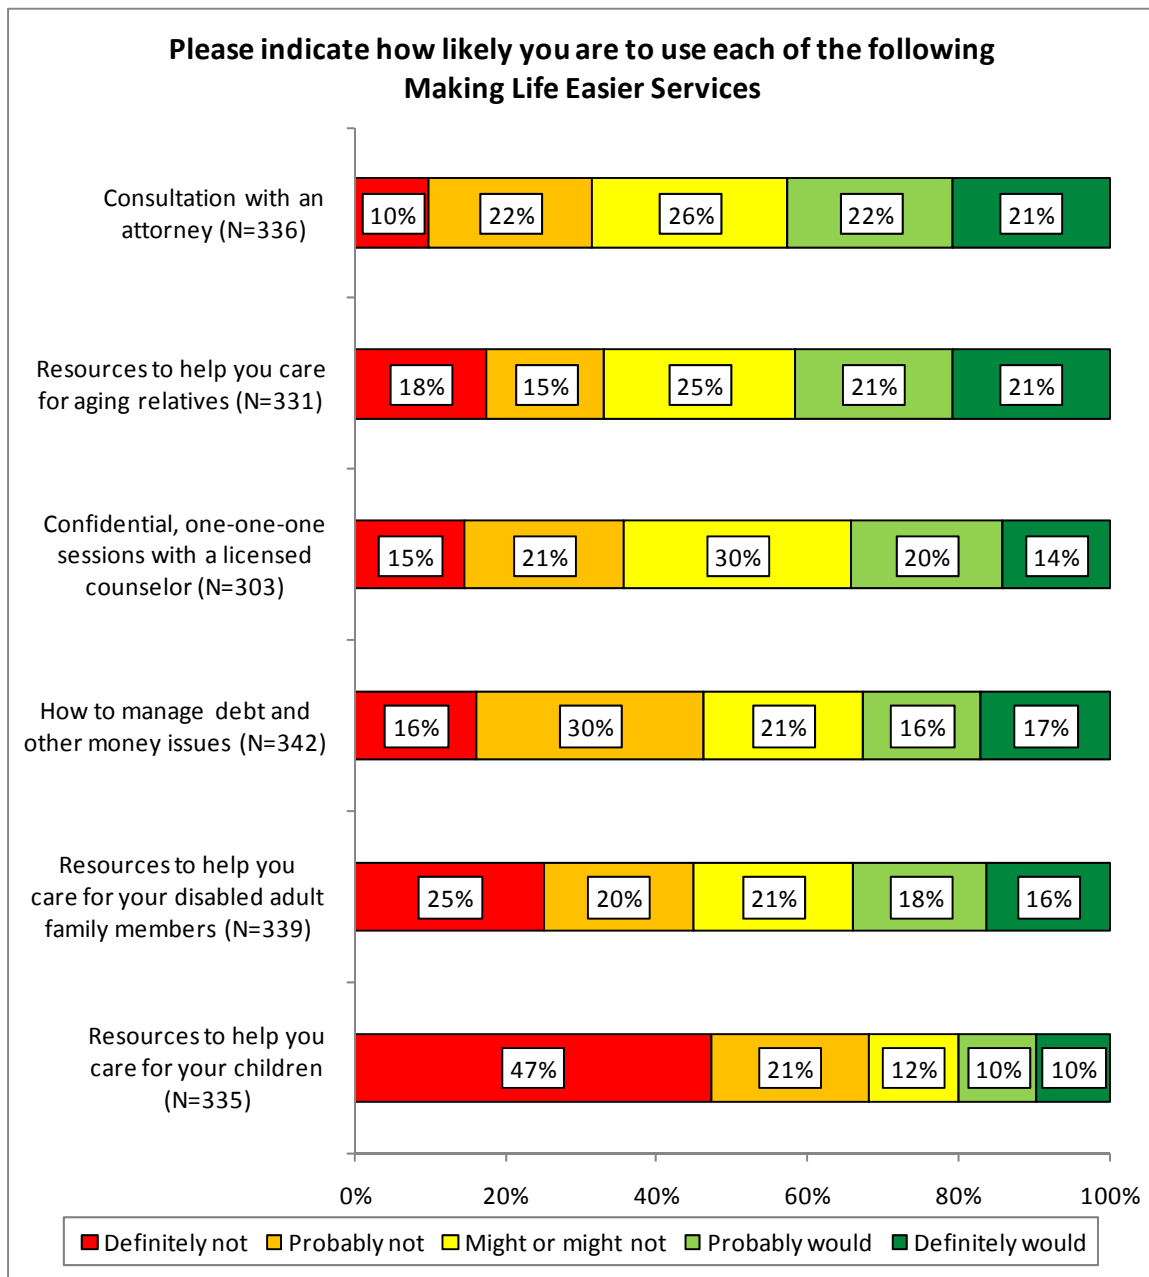 Please indicate how likely you are to use each of the following
Making Life Easier Services
Consultation with an
attorney (N=336)
10% 22% 26% 22% 21%
Resources to help you care
for aging relatives (N=331)
18% 15% 25% 21% 21%
Confidential, one-one-one
sessions with a licensed
counselor (N=303)
15% 21% 30% 20% 14%
How to manage debt and
other money issues (N=342)
16% 30% 21% 16% 17%
Resources to help you
care for your disabled adult
family members (N=339)
25% 20% 21% 18% 16%
Resources to help you
care for your children
(N=335)
47% 21% 12% 10% 10%
0% 20% 40% 60% 80% 100%
Definitely not Probably not Might or might not Probably would Definitely would